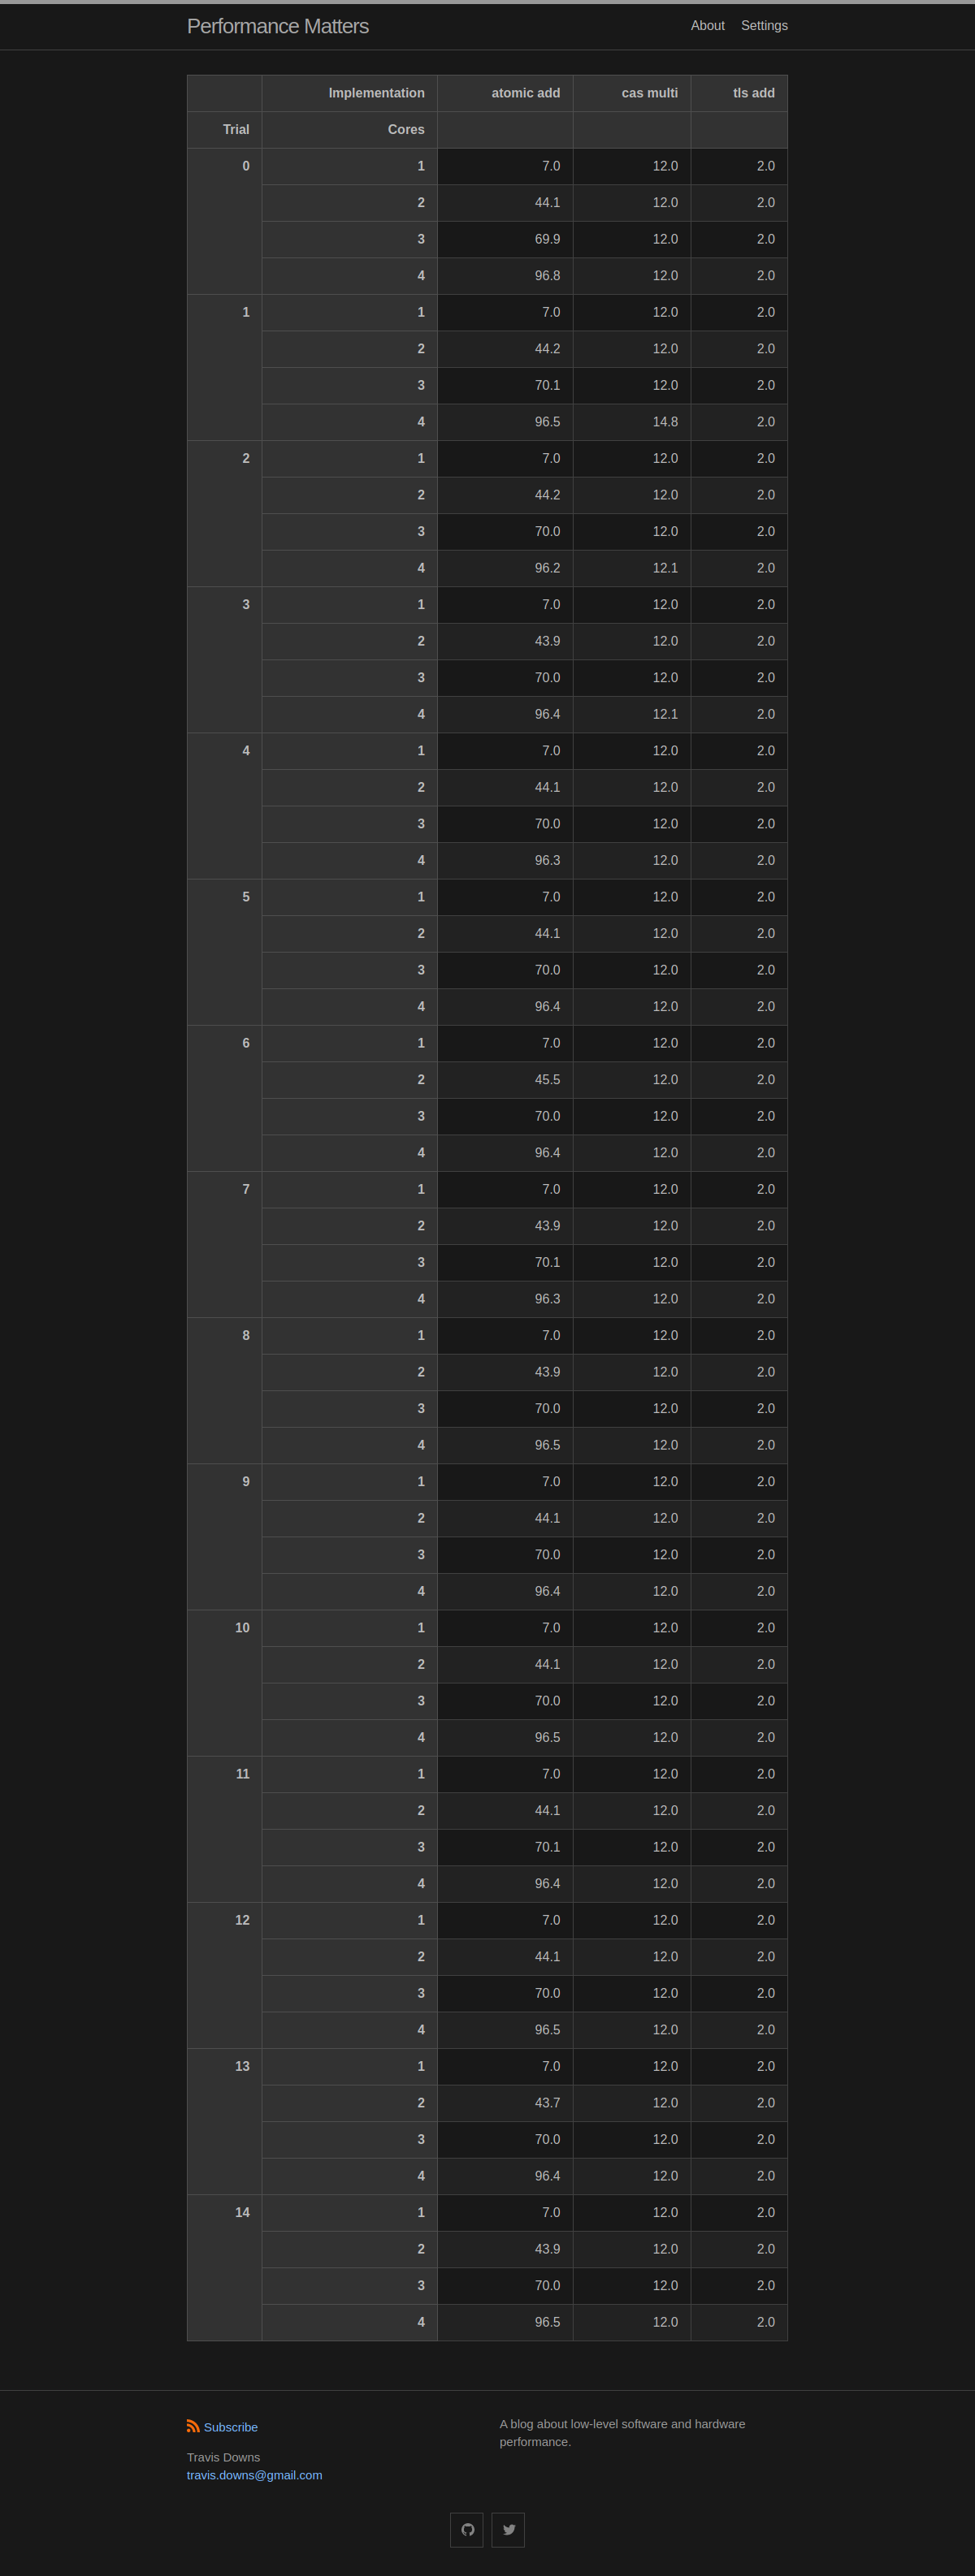 Performance Matters About Settings
Implementation atomic add cas multi tls add
Trial Cores
0 1 7.0 12.0 2.0
2 44.1 12.0 2.0
3 69.9 12.0 2.0
4 96.8 12.0 2.0
1 1 7.0 12.0 2.0
2 44.2 12.0 2.0
3 70.1 12.0 2.0
4 96.5 14.8 2.0
2 1 7.0 12.0 2.0
2 44.2 12.0 2.0
3 70.0 12.0 2.0
4 96.2 12.1 2.0
3 1 7.0 12.0 2.0
2 43.9 12.0 2.0
3 70.0 12.0 2.0
4 96.4 12.1 2.0
4 1 7.0 12.0 2.0
2 44.1 12.0 2.0
3 70.0 12.0 2.0
4 96.3 12.0 2.0
5 1 7.0 12.0 2.0
2 44.1 12.0 2.0
3 70.0 12.0 2.0
4 96.4 12.0 2.0
6 1 7.0 12.0 2.0
2 45.5 12.0 2.0
3 70.0 12.0 2.0
4 96.4 12.0 2.0
7 1 7.0 12.0 2.0
2 43.9 12.0 2.0
3 70.1 12.0 2.0
4 96.3 12.0 2.0
8 1 7.0 12.0 2.0
2 43.9 12.0 2.0
3 70.0 12.0 2.0
4 96.5 12.0 2.0
9 1 7.0 12.0 2.0
2 44.1 12.0 2.0
3 70.0 12.0 2.0
4 96.4 12.0 2.0
10 1 7.0 12.0 2.0
2 44.1 12.0 2.0
3 70.0 12.0 2.0
4 96.5 12.0 2.0
11 1 7.0 12.0 2.0
2 44.1 12.0 2.0
3 70.1 12.0 2.0
4 96.4 12.0 2.0
12 1 7.0 12.0 2.0
2 44.1 12.0 2.0
3 70.0 12.0 2.0
4 96.5 12.0 2.0
13 1 7.0 12.0 2.0
2 43.7 12.0 2.0
3 70.0 12.0 2.0
4 96.4 12.0 2.0
14 1 7.0 12.0 2.0
2 43.9 12.0 2.0
3 70.0 12.0 2.0
4 96.5 12.0 2.0
Subscribe
Travis Downs
travis.downs@gmail.com
A blog about low-level software and hardware
performance.